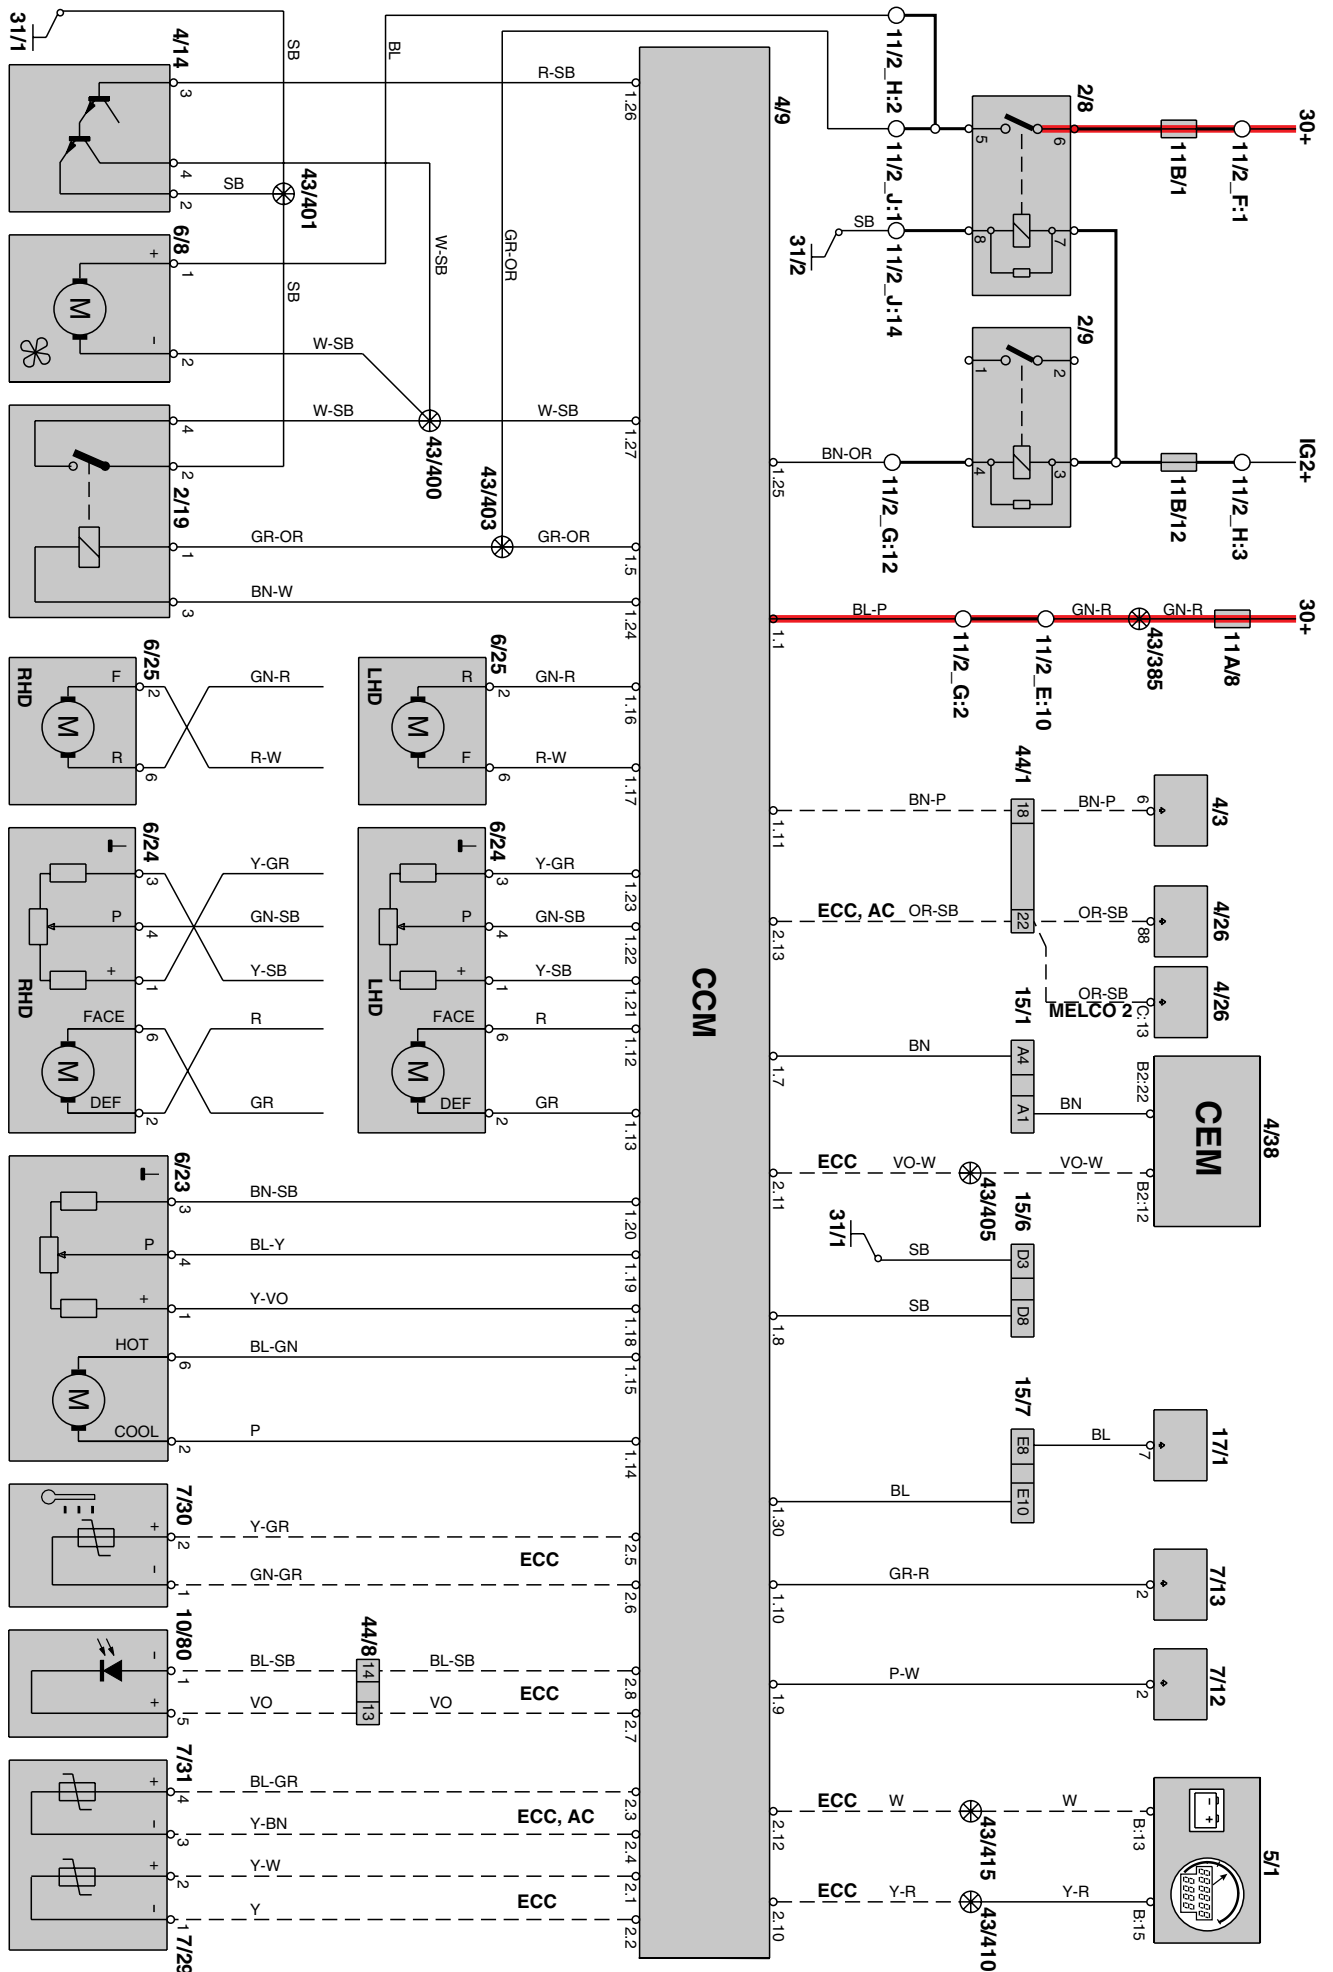 30+
IG2+
30+
11/2_F:1
11B/1
11/2_H:3
11B/12
11A/8
GN-R
43/385
GN-R
11/2_E:10
11/2_G:2
BL-P
1.1
2/8
6
5
7
8
2/9
2
1
3
4
11/2_H:2
11/2_J:1
11/2_J:14
SB
31/2
11/2_G:12
BN-OR
1.25
4/9
CCM
31/1
SB
BL
4/14
3
4
2
R-SB
1.26
SB
43/401
W-SB
GR-OR
6/8
+
1
-
2
M
SB
W-SB
2/19
4
2
1
3
W-SB
43/400
W-SB
1.27
43/403
GR-OR
GR-OR
1.5
BN-W
1.24
6/25
RHD
F
2
R
6
M
GN-R
R-W
6/25
LHD
R
2
F
6
M
GN-R
1.16
R-W
1.17
6/24
RHD
3
P
4
+
1
FACE
6
DEF
2
M
Y-GR
GN-SB
Y-SB
R
GR
6/24
LHD
3
P
4
+
1
FACE
6
DEF
2
M
Y-GR
1.23
GN-SB
1.22
Y-SB
1.21
R
1.12
GR
1.13
6/23
3
P
4
+
1
HOT
6
COOL
2
M
BN-SB
1.20
BL-Y
1.19
Y-VO
1.18
BL-GN
1.15
P
1.14
7/30
+
2
-
1
Y-GR
2.5
ECC
GN-GR
2.6
10/80
-
1
+
5
BL-SB
44/8
14
BL-SB
2.8
ECC
VO
13
VO
2.7
7/31
+
4
-
3
+
2
-
1
7/29
BL-GR
2.3
ECC, AC
Y-BN
2.4
Y-W
2.1
ECC
Y
2.2
4/3
6
BN-P
44/1
18
BN-P
1.11
4/26
88
OR-SB
22
OR-SB
ECC, AC
2.13
4/26
C:13
OR-SB
MELCO 2
15/1
A4
A1
BN
1.7
BN
4/38
CEM
B2:22
B2:12
VO-W
43/405
VO-W
ECC
2.11
15/6
D3
D8
31/1
SB
SB
1.8
17/1
7
BL
15/7
E8
E10
BL
1.30
7/13
2
GR-R
1.10
7/12
2
P-W
1.9
5/1
B:13
B:15
W
43/415
W
ECC
2.12
Y-R
43/410
Y-R
ECC
2.10